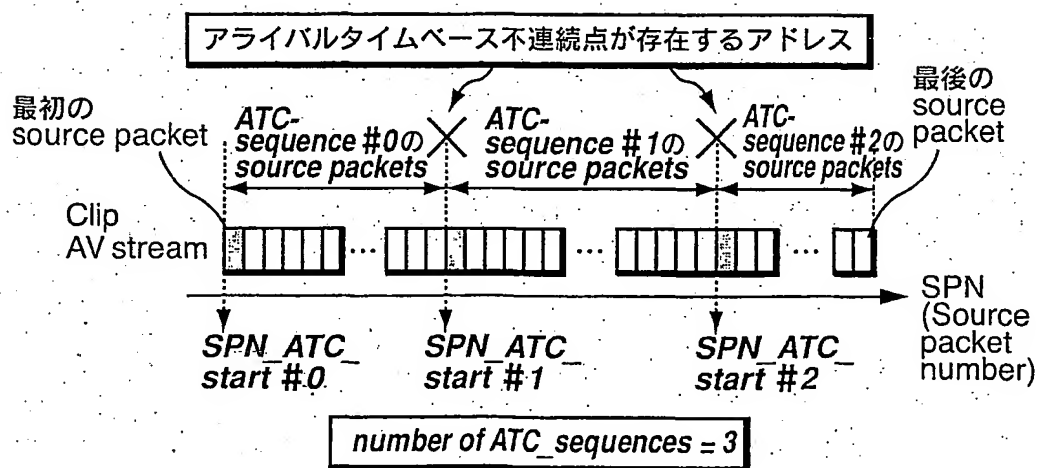 アライバルタイムベース不連続点が存在するアドレス
最初の
source packet
ATC-
sequence #0の
source packets
ATC-
sequence #1の
source packets
ATC-
sequence #2の
source packets
最後の
source
packet
Clip
AV stream
...
...
...
SPN
(Source
packet
number)
SPN_ATC_
start #0
SPN_ATC_
start #1
SPN_ATC_
start #2
number of ATC_sequences = 3